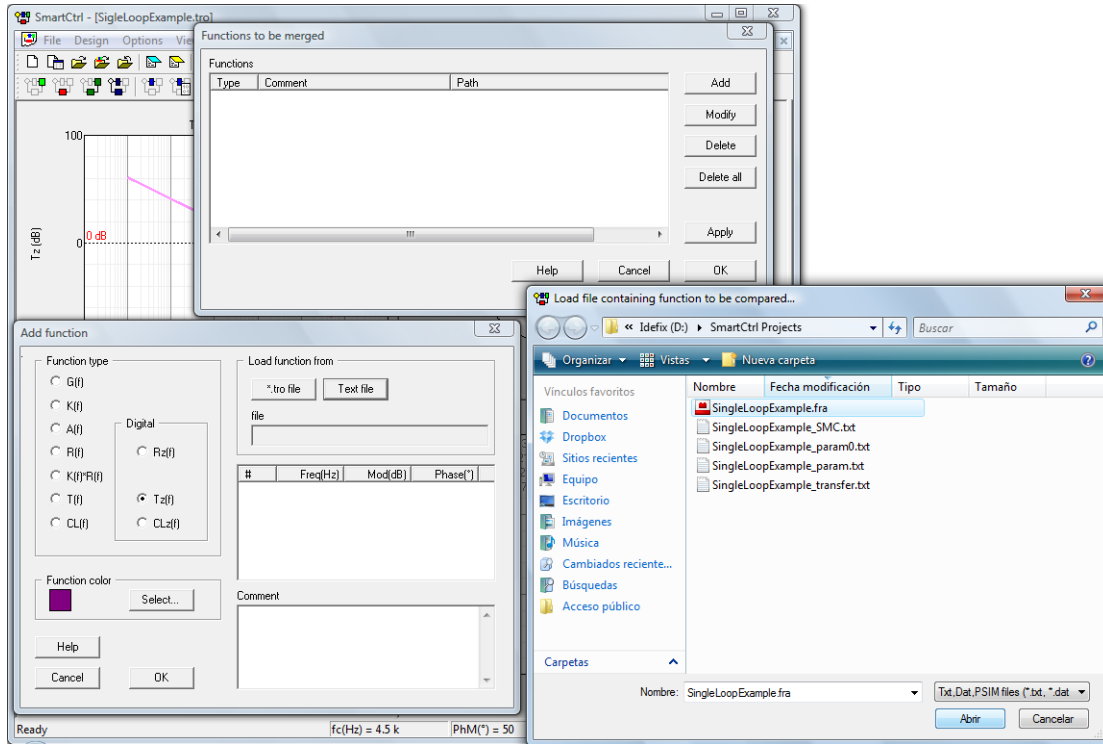 SmartCtrl - [SigleLoopExample.tro]
File Design Options Vie
100
Tz (dB)
0 dB
0
Functions to be merged
Functions
Type Comment Path
Add
Modify
Delete
Delete all
Apply
Help Cancel OK
Add function
Function type
G(f)
K(f)
A(f)
R(f)
K(f)*R(f)
T(f)
CL(f)
Digital
Rz(f)
Tz(f)
CLz(f)
Function color
Select...
Help
Cancel OK
Load function from
*.tro file Text file
file
# Freq(Hz) Mod(dB) Phase(°)
Comment
Load file containing function to be compared...
« Idefix (D:) SmartCtrl Projects
Buscar
Organizar Vistas Nueva carpeta
Vínculos favoritos
Documentos
Dropbox
Sitios recientes
Equipo
Escritorio
Imágenes
Música
Cambiados reciente...
Búsquedas
Acceso público
Carpetas
Nombre Fecha modificación Tipo Tamaño
SingleLoopExample.fra
SingleLoopExample_SMC.txt
SingleLoopExample_param0.txt
SingleLoopExample_param.txt
SingleLoopExample_transfer.txt
Nombre: SingleLoopExample.fra
Txt,Dat,PSIM files (*.txt, *.dat
Abrir Cancelar
Ready fc(Hz) = 4.5 k PhM(°) = 50